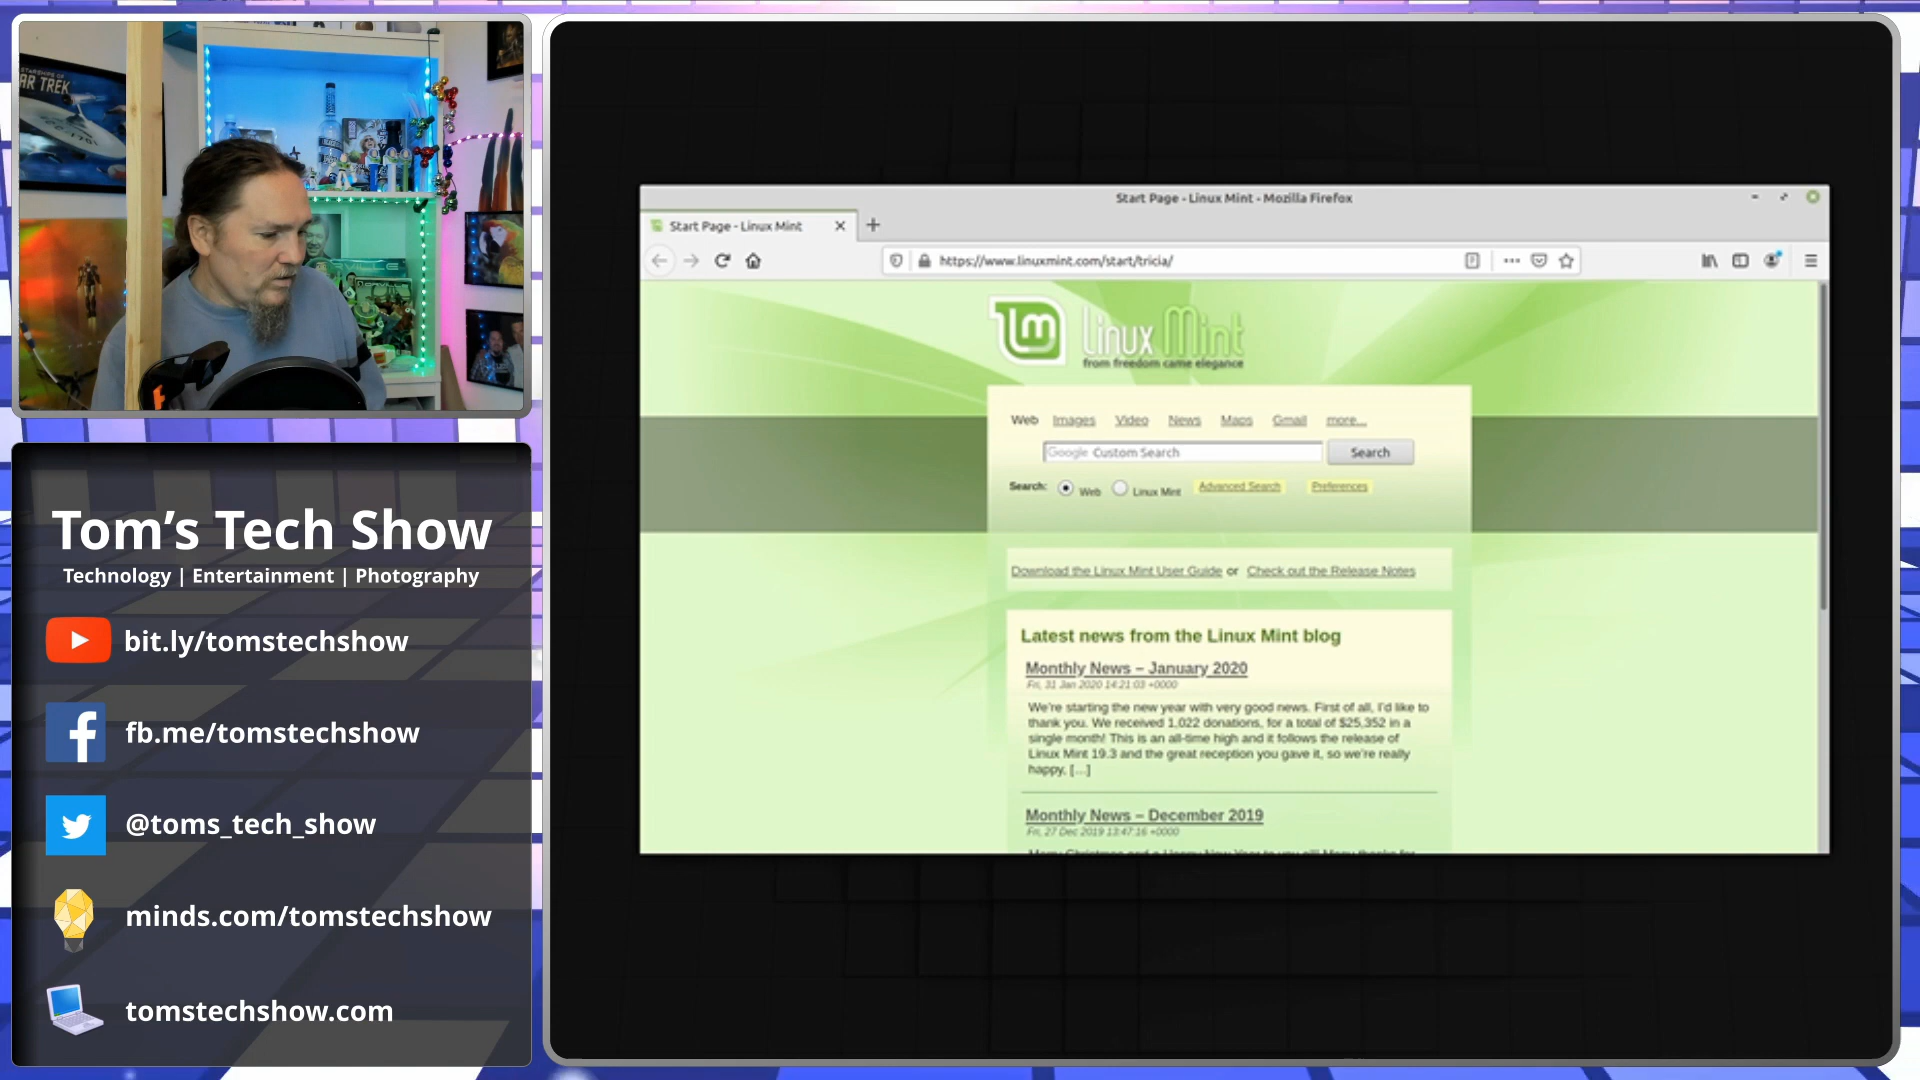 STARSHIPS OF
AR TREK
Tom's Tech Show
Technology | Entertainment | Photography
bit.ly/tomstechshow
fb.me/tomstechshow
@toms_tech_show
minds.com/tomstechshow
tomstechshow.com
Start Page - Linux Mint - Mozilla Firefox
Start Page - Linux Mint
https://www.linuxmint.com/start/tricia/
Linux Mint
from freedom came elegance
Web Images Video News Maps Gmail more...
Google Custom Search Search
Search: Web Linux Mint Advanced Search Preferences
Download the Linux Mint User Guide or Check out the Release Notes
Latest news from the Linux Mint blog
Monthly News – January 2020
Fri, 31 Jan 2020 14:21:03 +0000
We're starting the new year with very good news. First of all, I'd like to
thank you. We received 1,022 donations, for a total of $25,352 in a
single month! This is an all-time high and it follows the release of
Linux Mint 19.3 and the great reception you gave it, so we're really
happy. [...]
Monthly News – December 2019
Fri, 27 Dec 2019 13:47:16 +0000